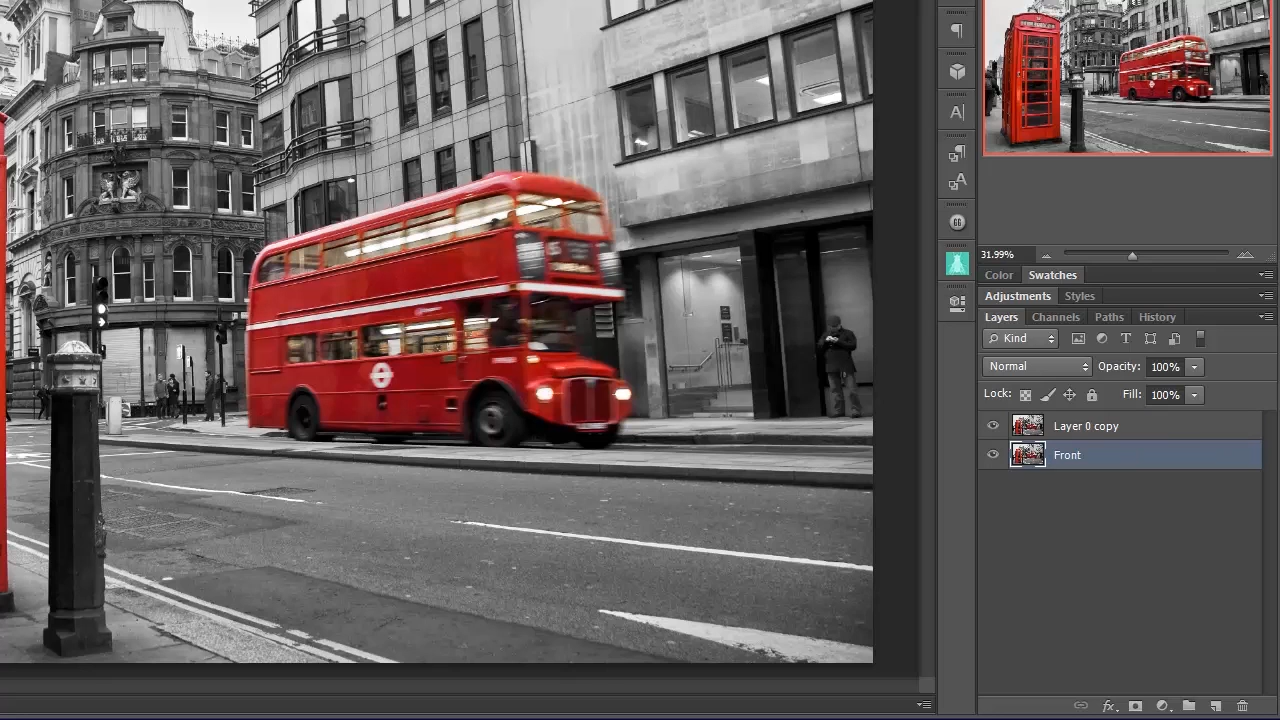 31.99%
Color Swatches
Adjustments Styles
Layers Channels Paths History
Kind
Normal Opacity: 100%
Lock: Fill: 100%
Layer 0 copy
Front